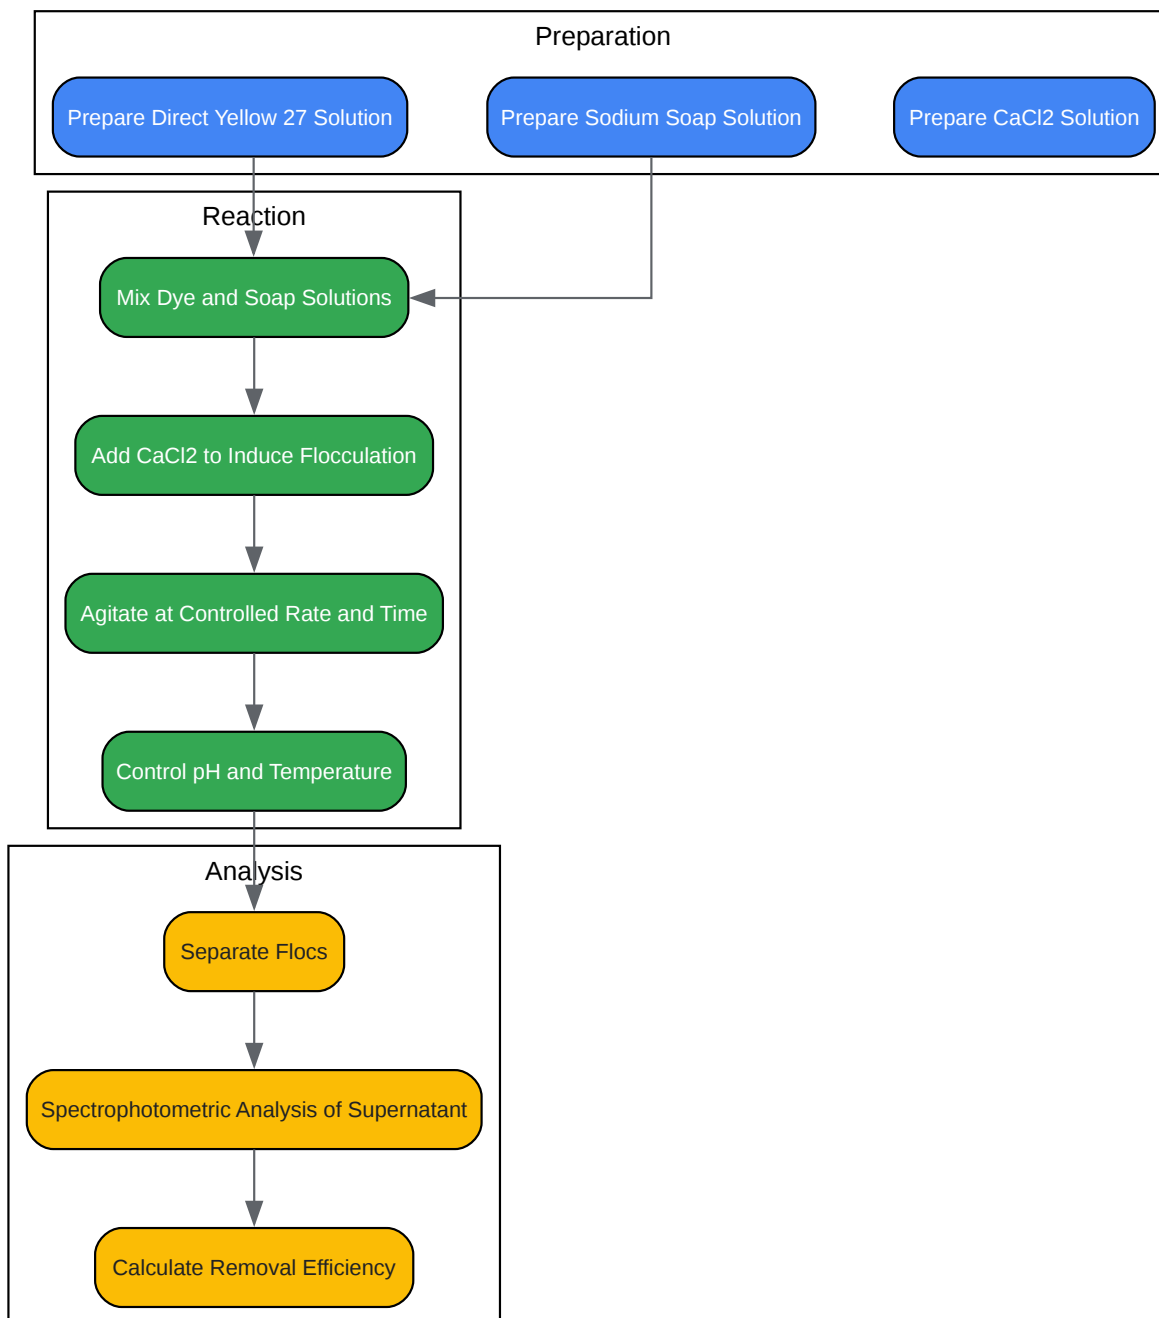 Preparation
Prepare Direct Yellow 27 Solution
Prepare Sodium Soap Solution
Prepare CaCl2 Solution
Reaction
Mix Dye and Soap Solutions
Add CaCl2 to Induce Flocculation
Agitate at Controlled Rate and Time
Control pH and Temperature
Analysis
Separate Flocs
Spectrophotometric Analysis of Supernatant
Calculate Removal Efficiency